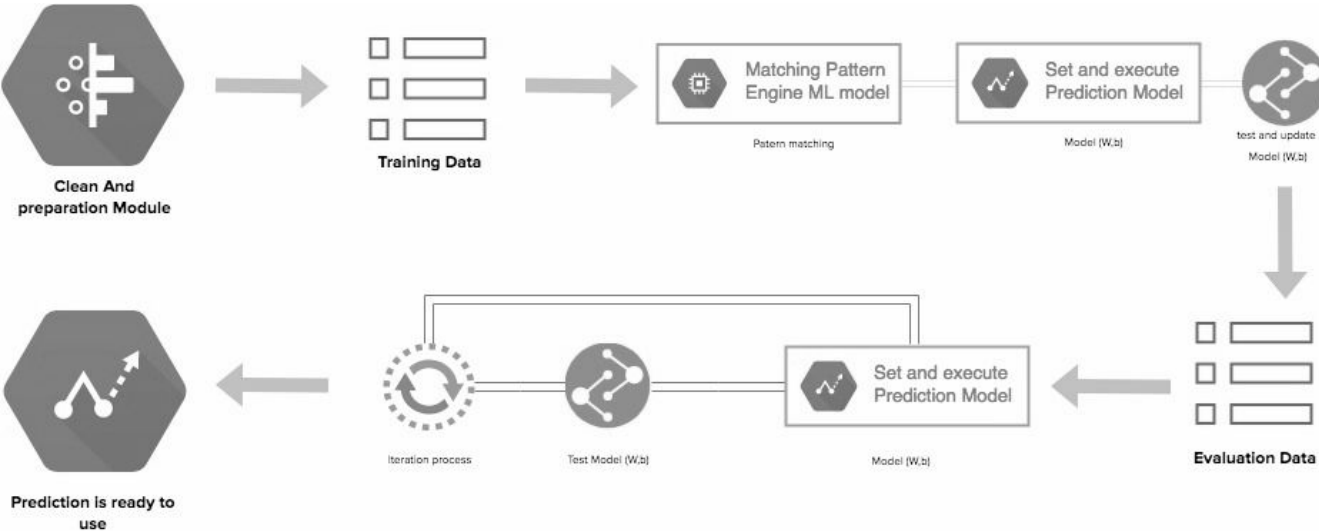 Clean And
preparation Module
Training Data
Matching Pattern
Engine ML model
Patern matching
Set and execute
Prediction Model
Model (W,b)
test and update
Model (W,b)
Evaluation Data
Set and execute
Prediction Model
Model (W,b)
Test Model (W,b)
Iteration process
Prediction is ready to
use